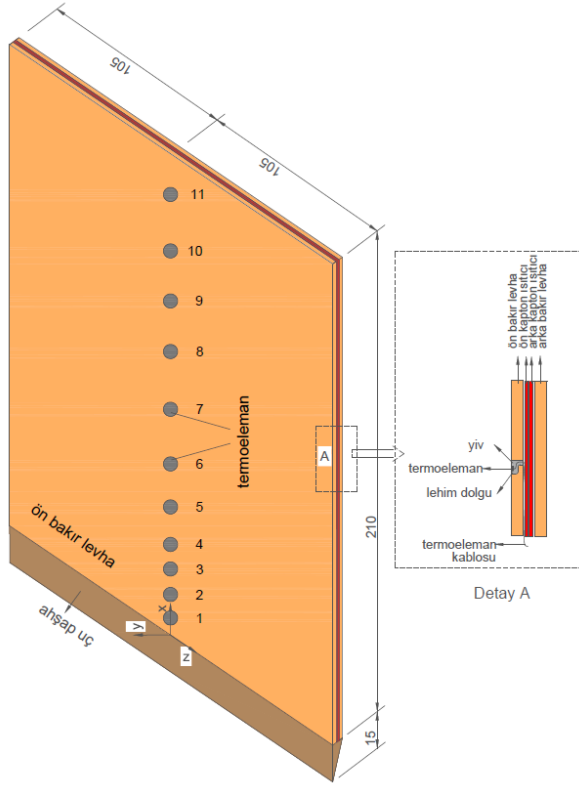 105
105
11
10
9
8
7
6
5
4
3
2
1
termoeleman
A
ön bakır levha
ahşap uç
x
y
z
210
15
ön bakır levha
ön kapton ısıtıcı
arka kapton ısıtıcı
arka bakır levha
yiv
termoeleman
lehim dolgu
termoeleman
kablosu
Detay A